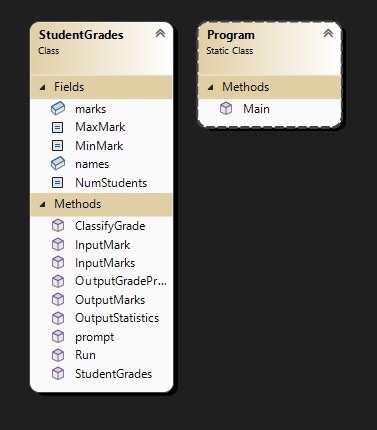 StudentGrades
Class
Fields
marks
MaxMark
MinMark
names
NumStudents
Methods
ClassifyGrade
InputMark
InputMarks
OutputGradePr...
OutputMarks
OutputStatistics
prompt
Run
StudentGrades
Program
Static Class
Methods
Main